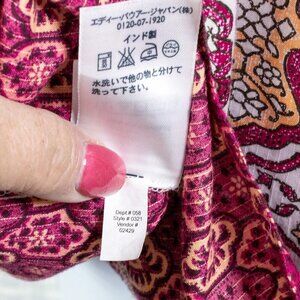 エディー・バウアー・ジャパン(株)
0120-07-1920
インド製
水洗いで他の物と分けて
洗って下さい
Dept# 058
Style # 0321
Vendor #
02429